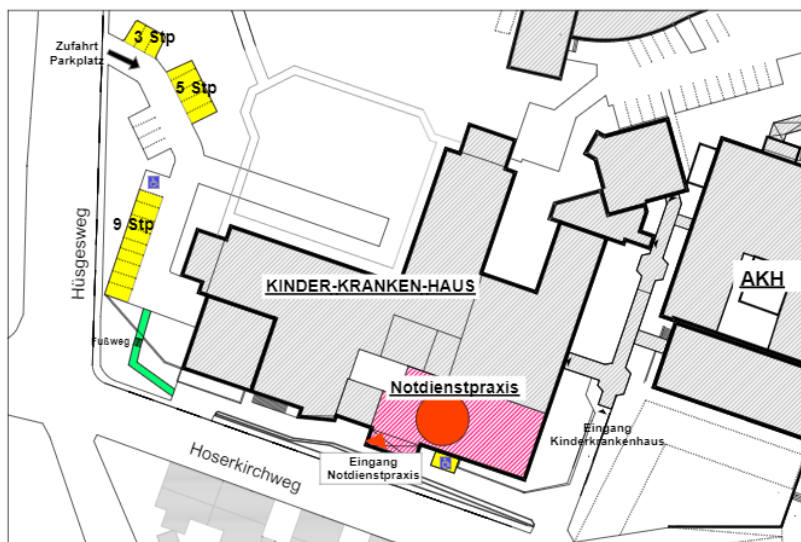 3 Stp
Zufahrt
Parkplatz
5 Stp
9 Stp
Hüsgesweg
KINDER-KRANKEN-HAUS
AKH
Fußweg
Notdienstpraxis
Eingang
Kinderkrankenhaus
Eingang
Notdienstpraxis
Hoserkirchweg